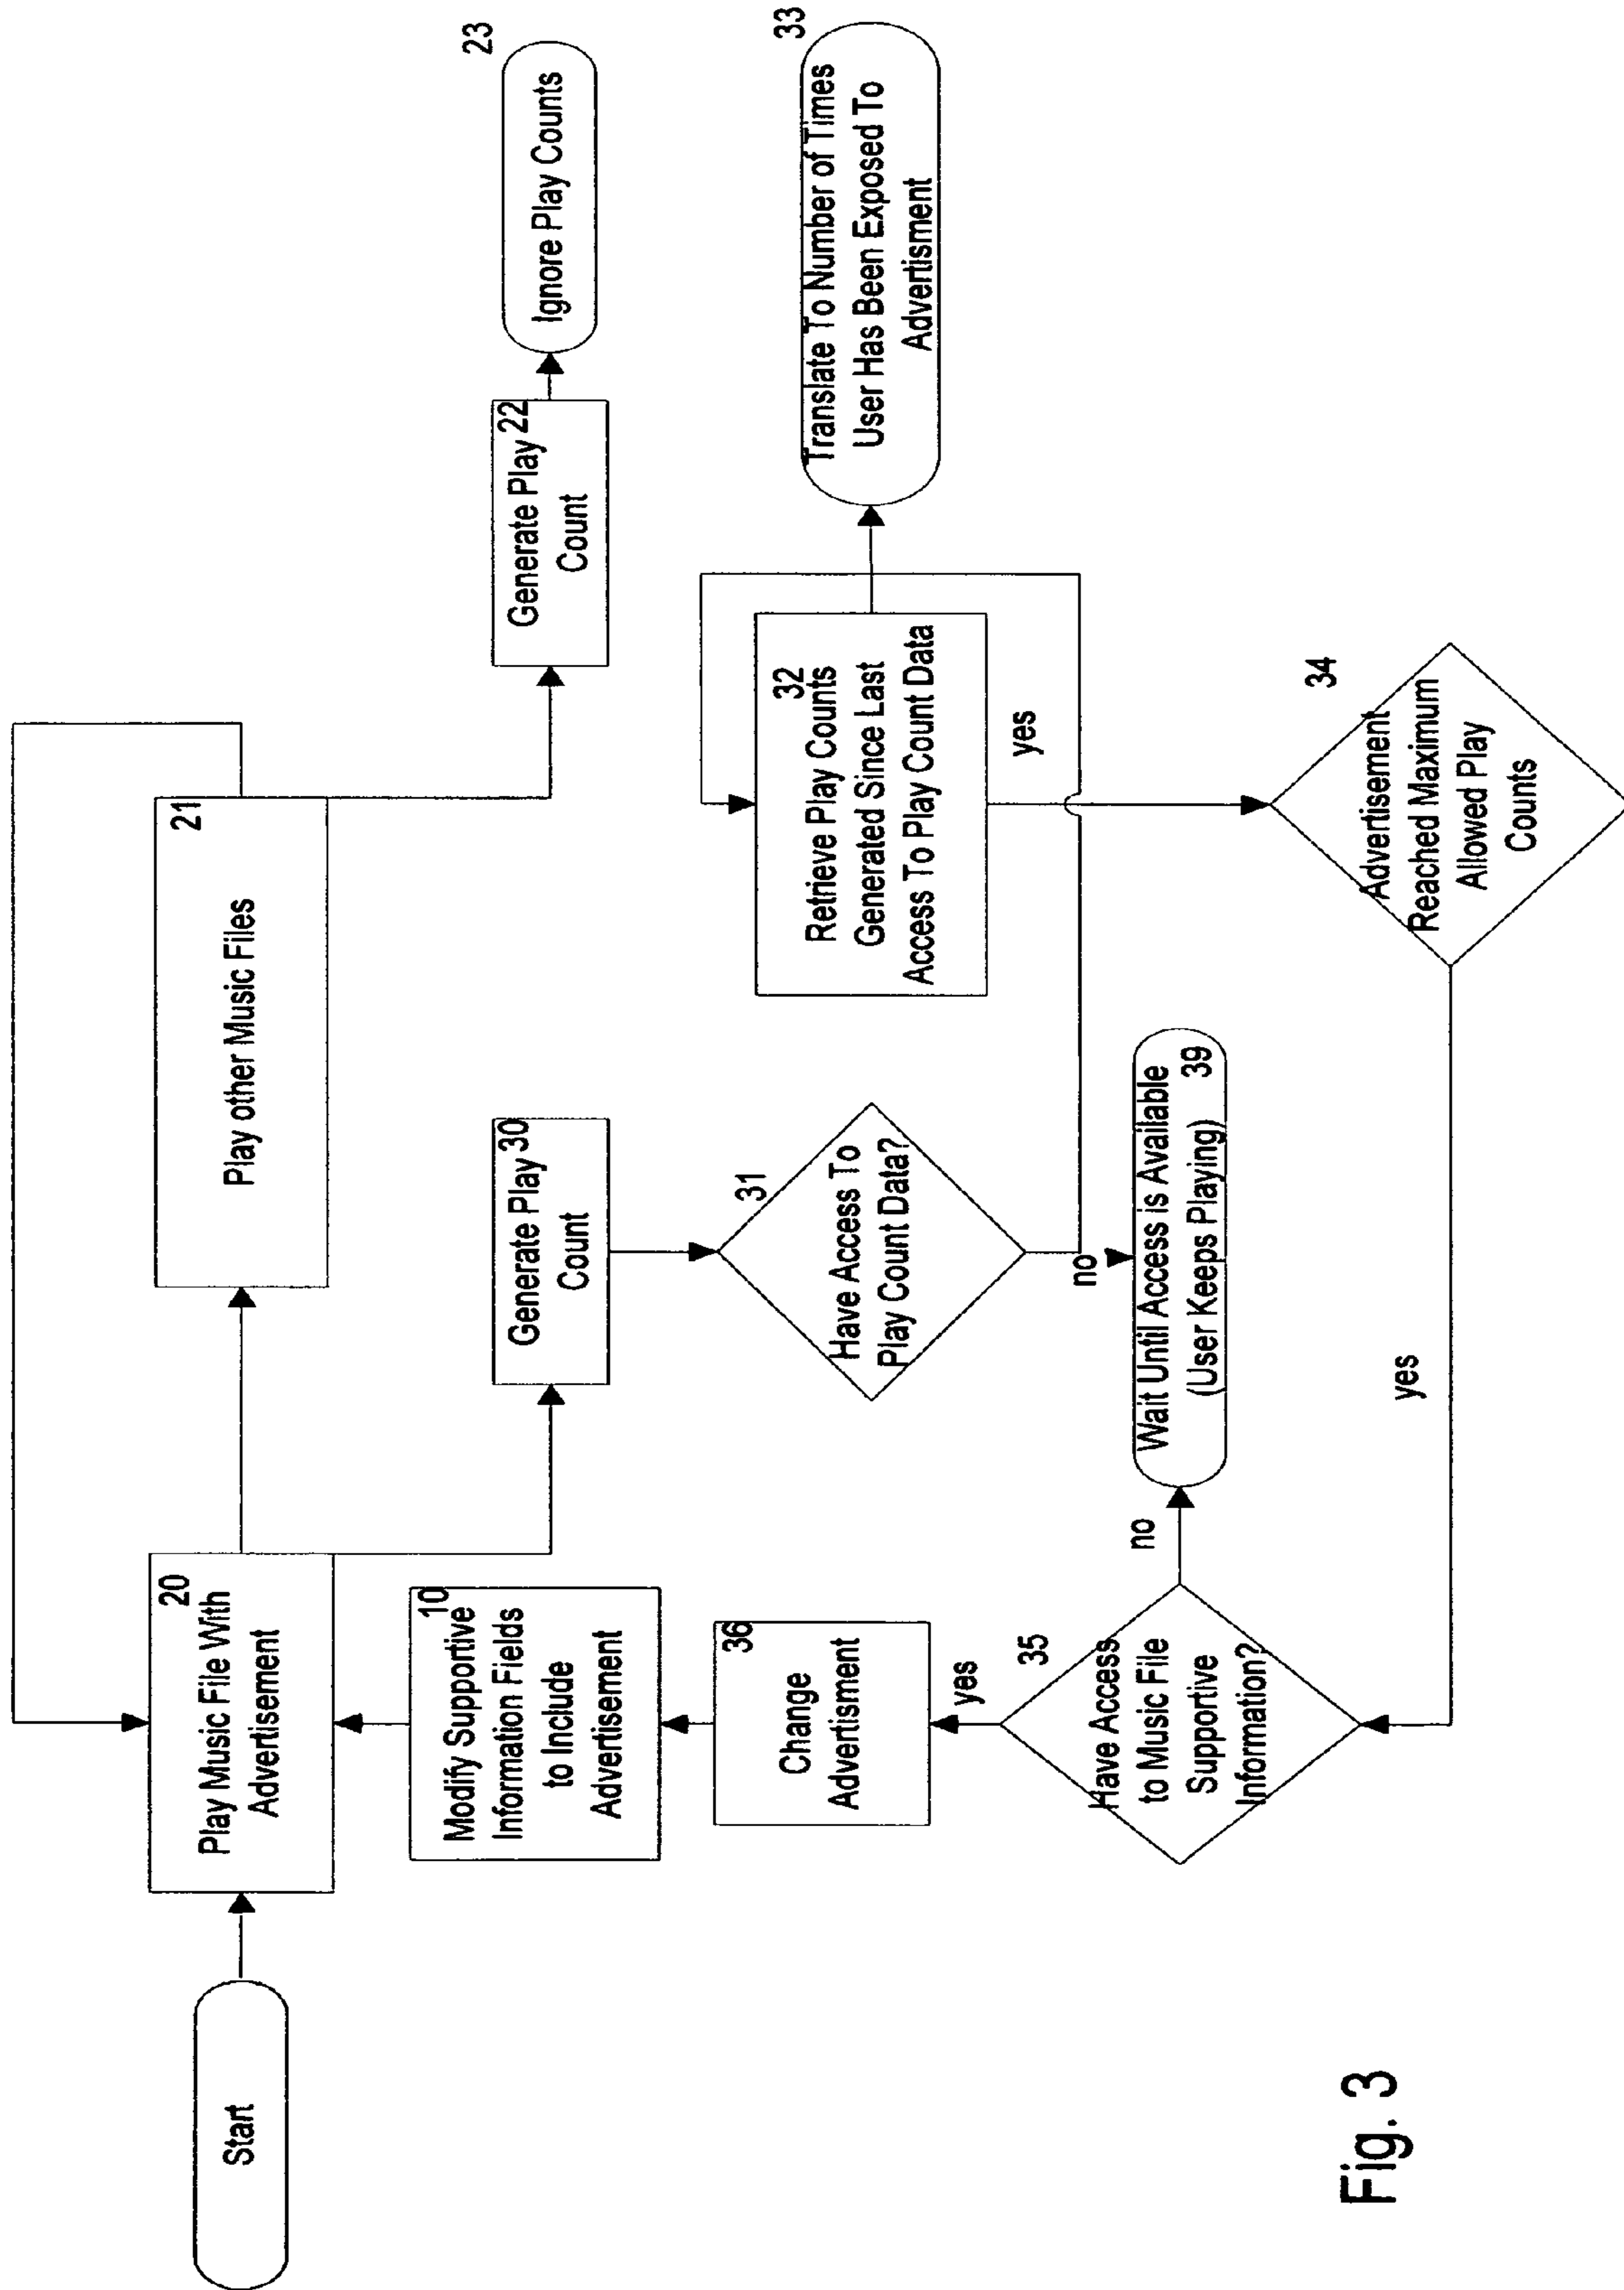 Start
20
Play Music File With
Advertisement
21
Play other Music Files
Generate Play 22
Count
23
Ignore Play Counts
10
Modify Supportive
Information Fields
to Include
Advertisement
Generate Play 30
Count
31
Have Access To
Play Count Data?
yes
no
32
Retrieve Play Counts
Generated Since Last
Access To Play Count Data
33
Translate To Number of Times
User Has Been Exposed To
Advertisment
36
Change
Advertisment
yes
35
Have Access
to Music File
Supportive
Information?
no
Wait Until Access is Available
(User Keeps Playing) 39
34
Advertisement
Reached Maximum
Allowed Play
Counts
yes
Fig. 3